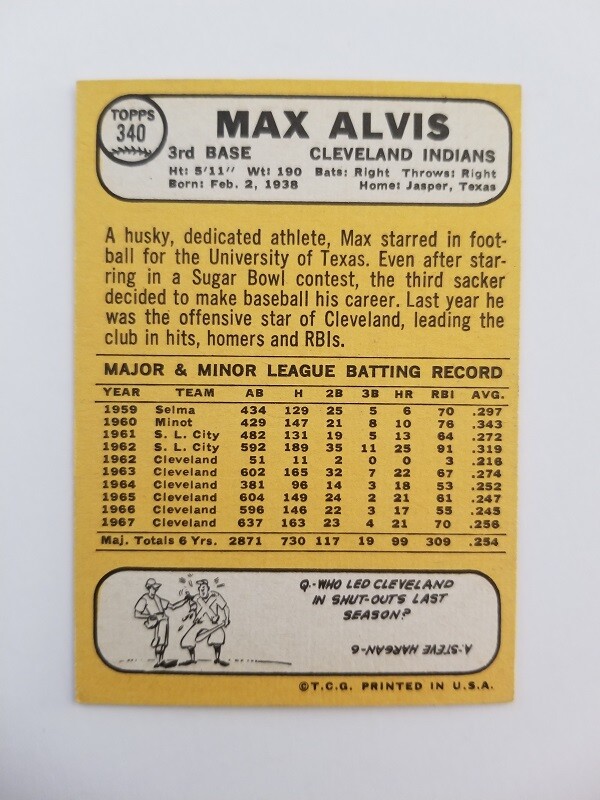 TOPPS
340
MAX ALVIS
3rd BASE CLEVELAND INDIANS
Ht: 5'11" Wt: 190 Bats: Right Throws: Right
Born: Feb. 2, 1938 Home: Jasper, Texas
A husky, dedicated athlete, Max starred in foot-
ball for the University of Texas. Even after star-
ring in a Sugar Bowl contest, the third sacker
decided to make baseball his career. Last year he
was the offensive star of Cleveland, leading the
club in hits, homers and RBIs.
MAJOR & MINOR LEAGUE BATTING RECORD
YEAR TEAM AB H 2B 3B HR RBI AVG.
1959 Selma 434 129 25 5 6 70 .297
1960 Minot 429 147 21 8 10 76 .343
1961 S. L. City 482 131 19 5 13 64 .272
1962 S. L. City 592 189 35 11 25 91 .319
1962 Cleveland 51 11 2 0 0 3 .216
1963 Cleveland 602 165 32 7 22 67 .274
1964 Cleveland 381 96 14 3 18 53 .252
1965 Cleveland 604 149 24 2 21 61 .247
1966 Cleveland 596 146 22 3 17 55 .245
1967 Cleveland 637 163 23 4 21 70 .256
Maj. Totals 6 Yrs. 2871 730 117 19 99 309 .254
Q-WHO LED CLEVELAND
IN SHUT-OUTS LAST
SEASON?
A-STEVE HARGAN-6
©T.C.G. PRINTED IN U.S.A.